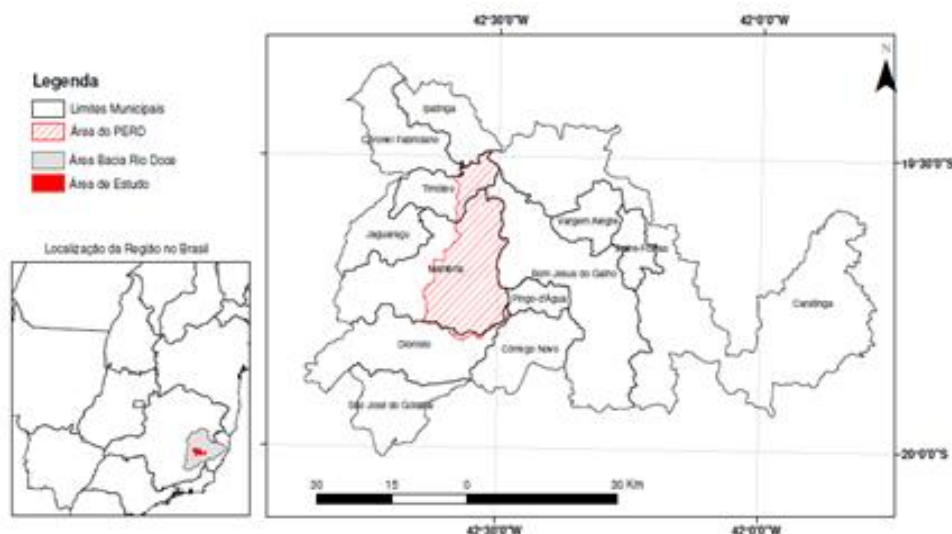 42°30'0"W 42°0'0"W
N
Legenda
Limites Municipais
Área do PERD
Área Bacia Rio Doce
Área de Estudo
Localização da Região no Brasil
Ipatinga
Coronel Fabriciano
19°30'0"S
Timóteo
Vargem Alegre
Jaguaraçu
Marliéria
Bom Jesus do Galho
Pingo-d'Água
Caratinga
Dionísio
Córrego Novo
São José do Goiabal
20°0'0"S
30 15 0 30 Km
42°30'0"W 42°0'0"W